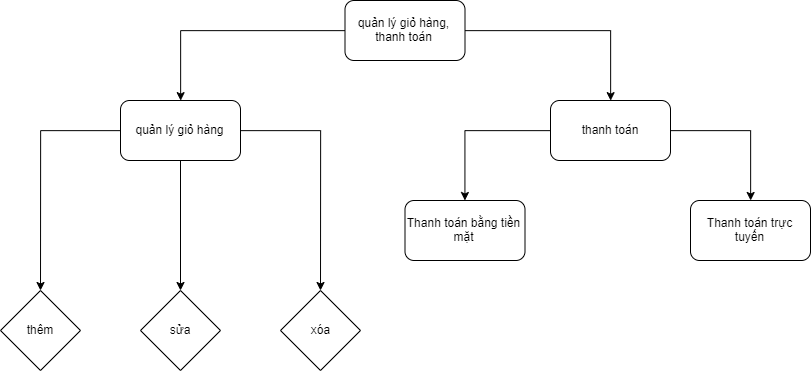 quản lý giỏ hàng,
thanh toán
quản lý giỏ hàng
thanh toán
Thanh toán bằng tiền
mặt
Thanh toán trực
tuyến
thêm
sửa
xóa